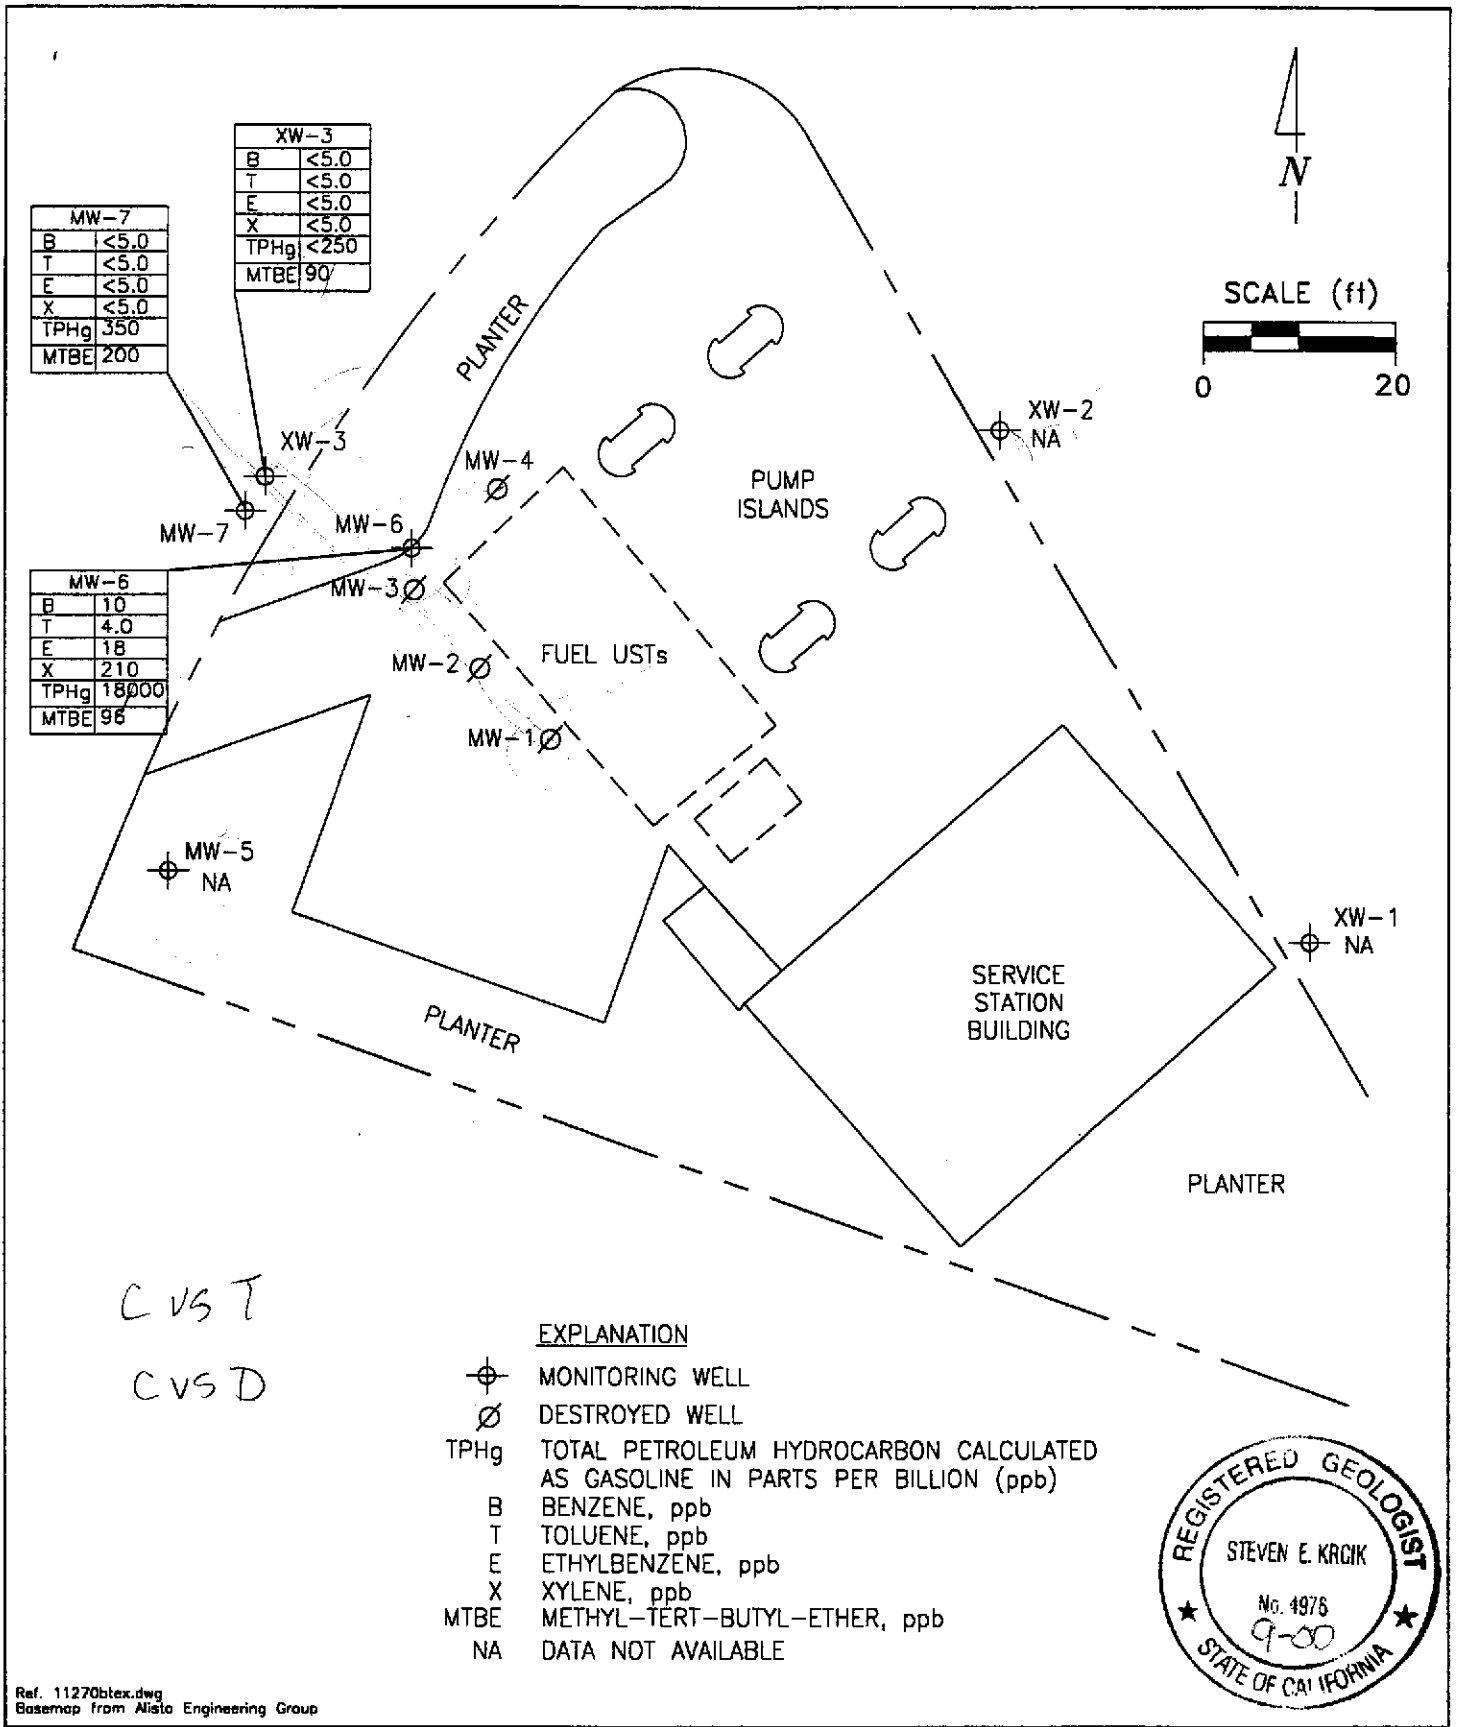 XW-3
B <5.0
T <5.0
E <5.0
X <5.0
TPHg <250
MTBE 90
MW-7
B <5.0
T <5.0
E <5.0
X <5.0
TPHg 350
MTBE 200
N
SCALE (ft)
0 20
PLANTER
XW-3
MW-7
MW-4
MW-6
MW-3
MW-2
MW-1
XW-2
NA
PUMP
ISLANDS
FUEL USTs
MW-6
B 10
T 4.0
E 18
X 210
TPHg 18000
MTBE 96
MW-5
NA
XW-1
NA
SERVICE
STATION
BUILDING
PLANTER
PLANTER
C vs T
C vs D
EXPLANATION
MONITORING WELL
DESTROYED WELL
TPHg TOTAL PETROLEUM HYDROCARBON CALCULATED
AS GASOLINE IN PARTS PER BILLION (ppb)
B BENZENE, ppb
T TOLUENE, ppb
E ETHYLBENZENE, ppb
X XYLENE, ppb
MTBE METHYL-TERT-BUTYL-ETHER, ppb
NA DATA NOT AVAILABLE
REGISTERED GEOLOGIST
STEVEN E. KRCIK
No. 4976
9-00
STATE OF CALIFORNIA
Ref. 11270btex.dwg
Basemap from Alisto Engineering Group